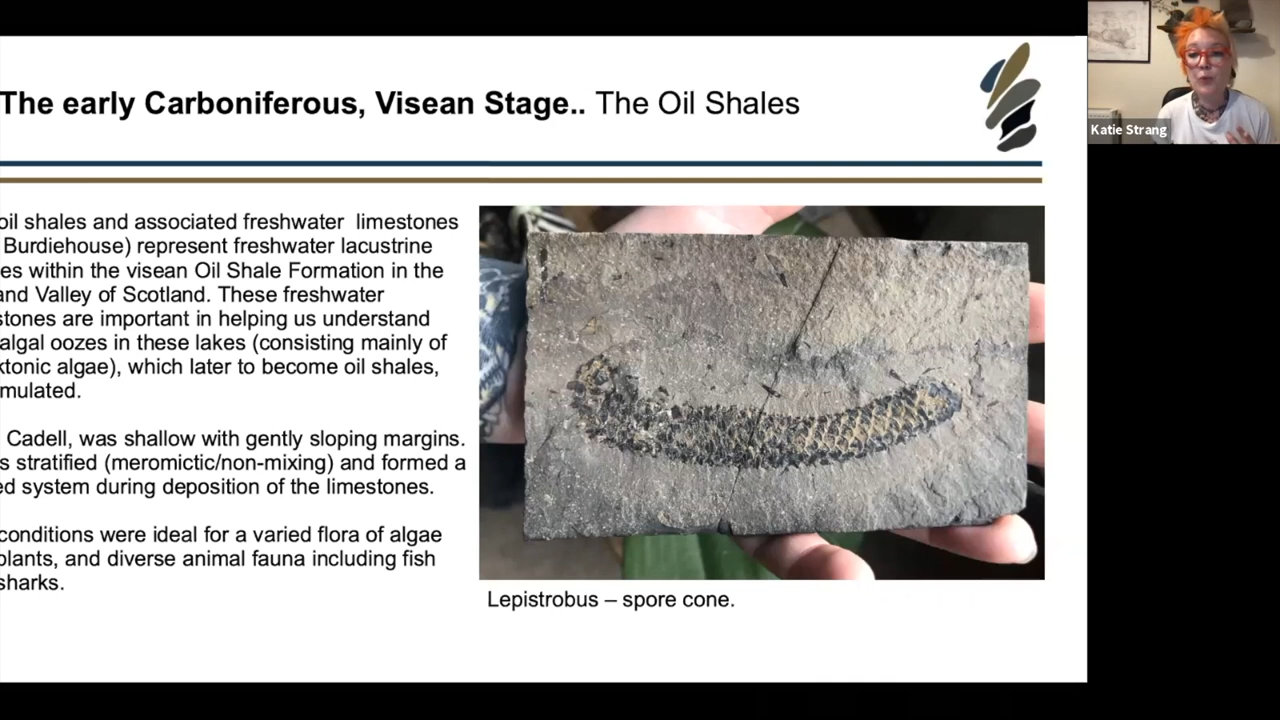 The early Carboniferous, Visean Stage.. The Oil Shales
Katie Strang
oil shales and associated freshwater limestones
Burdiehouse) represent freshwater lacustrine
es within the visean Oil Shale Formation in the
and Valley of Scotland. These freshwater
stones are important in helping us understand
algal oozes in these lakes (consisting mainly of
ktonic algae), which later to become oil shales,
mulated.
Cadell, was shallow with gently sloping margins.
s stratified (meromictic/non-mixing) and formed a
ed system during deposition of the limestones.
conditions were ideal for a varied flora of algae
plants, and diverse animal fauna including fish
sharks.
Lepistrobus – spore cone.